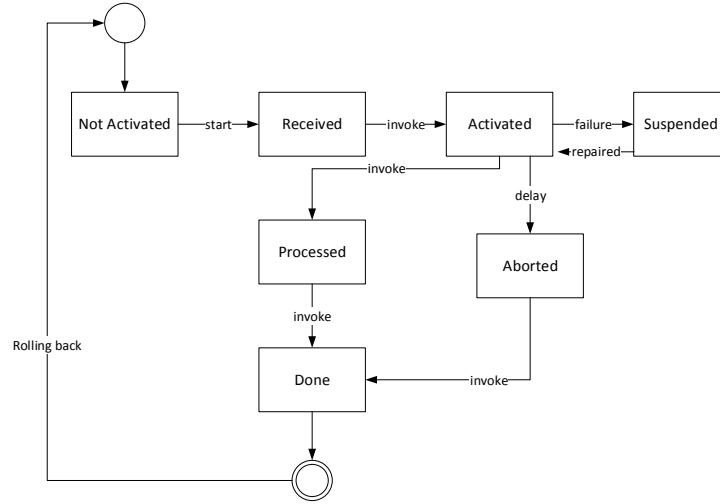 Not Activated
start
Received
invoke
Activated
failure
Suspended
repaired
invoke
delay
Processed
Aborted
invoke
Rolling back
Done
invoke